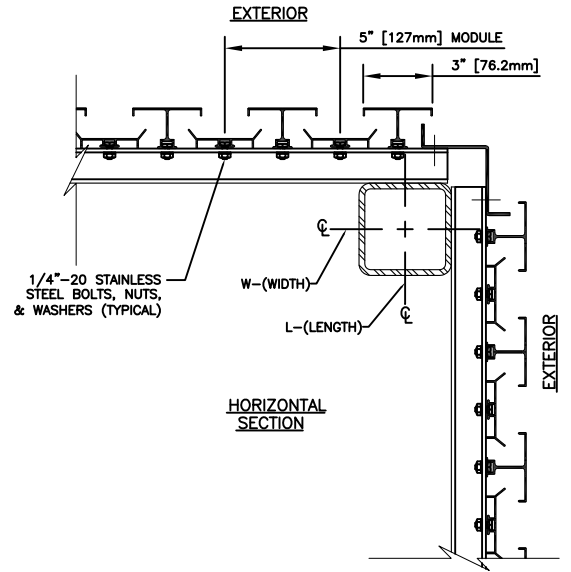 EXTERIOR
5" [127mm] MODULE
3" [76.2mm]
℄
1/4"-20 STAINLESS
STEEL BOLTS, NUTS,
& WASHERS (TYPICAL)
W-(WIDTH)
L-(LENGTH)
℄
EXTERIOR
HORIZONTAL
SECTION